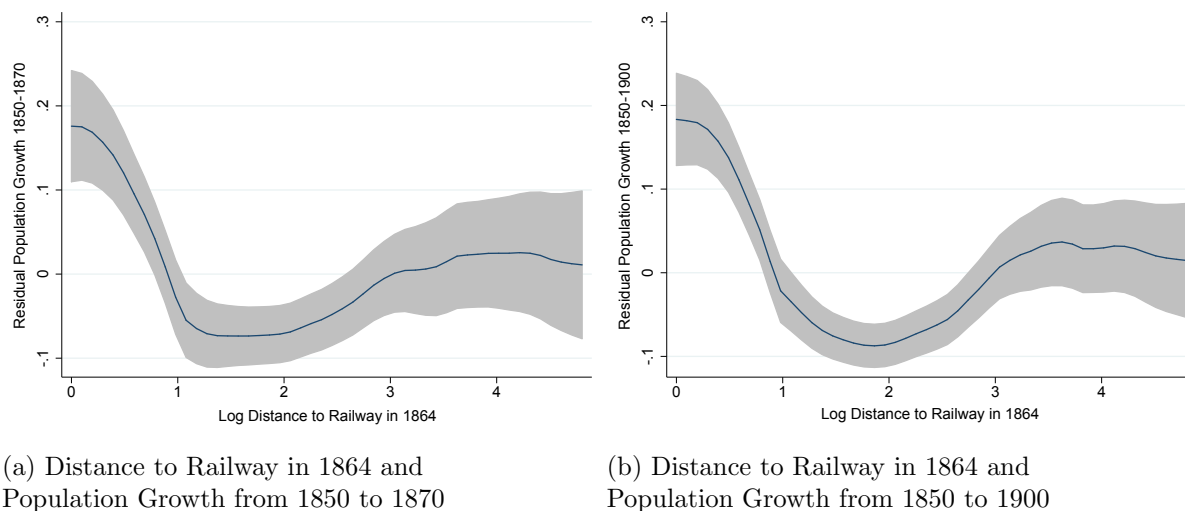 .3
.2
.1
0
-.1
Residual Population Growth 1850-1870
0 1 2 3 4
Log Distance to Railway in 1864
(a) Distance to Railway in 1864 and
Population Growth from 1850 to 1870
.3
.2
.1
0
-.1
Residual Population Growth 1850-1900
0 1 2 3 4
Log Distance to Railway in 1864
(b) Distance to Railway in 1864 and
Population Growth from 1850 to 1900